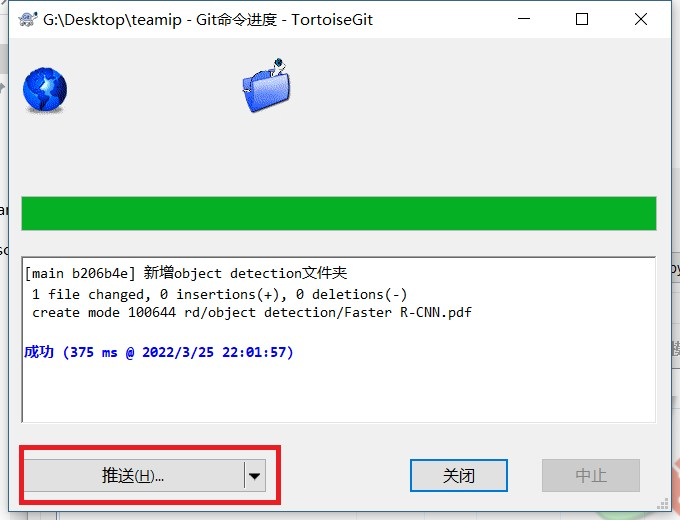 G:\Desktop\teamip - Git命令进度 - TortoiseGit
[main b206b4e] 新增object detection文件夹
1 file changed, 0 insertions(+), 0 deletions(-)
create mode 100644 rd/object detection/Faster R-CNN.pdf
成功 (375 ms @ 2022/3/25 22:01:57)
推送(H)...
关闭
中止